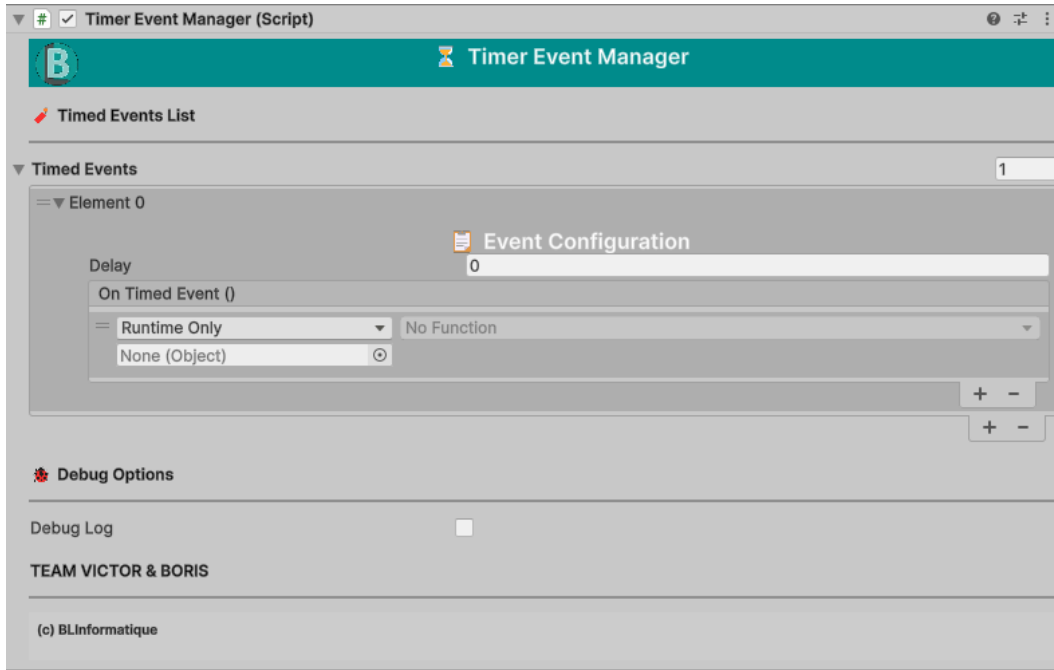 Timer Event Manager (Script)
B Timer Event Manager
Timed Events List
Timed Events 1
Element 0
Event Configuration
Delay 0
On Timed Event ()
Runtime Only No Function
None (Object)
+ -
+ -
Debug Options
Debug Log
TEAM VICTOR & BORIS
(c) BLInformatique